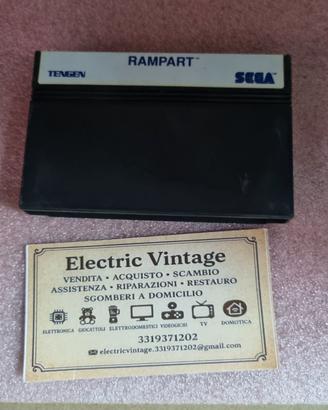 RAMPART™
TENGEN SEGA™
Electric Vintage
VENDITA • ACQUISTO • SCAMBIO
ASSISTENZA • RIPARAZIONI • RESTAURO
SGOMBERI A DOMICILIO
ELETTRONICA GIOCATTOLI ELETTRODOMESTICI VIDEOGIOCHI TV DOMOTICA
3319371202
electricvintage.3319371202@gmail.com